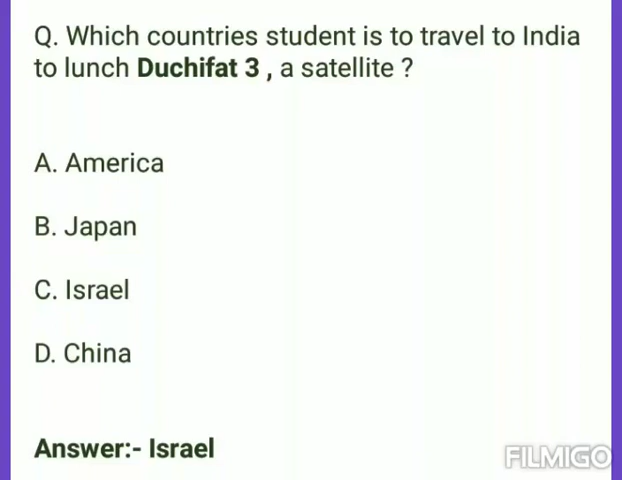 Q. Which countries student is to travel to India
to lunch Duchifat 3 , a satellite ?
A. America
B. Japan
C. Israel
D. China
Answer:- Israel
FILMIGO